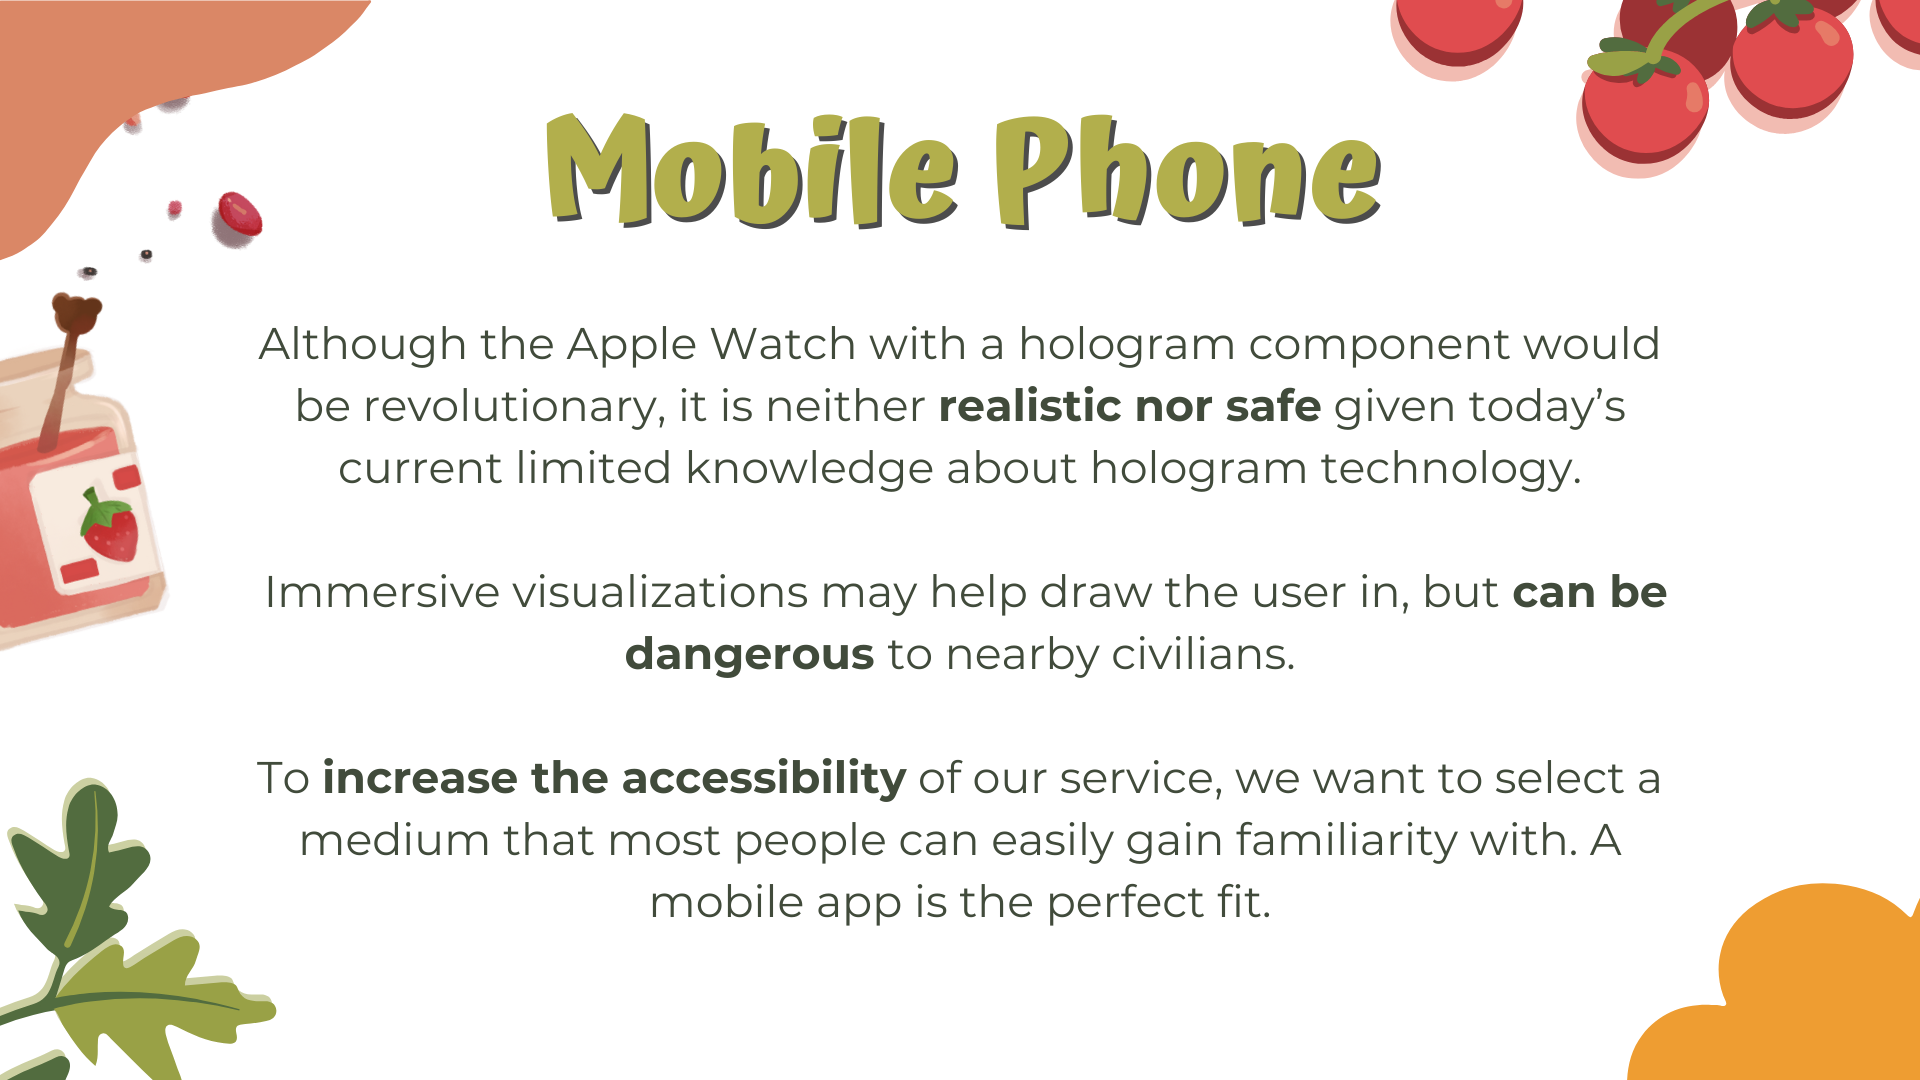 Mobile Phone
Although the Apple Watch with a hologram component would
be revolutionary, it is neither realistic nor safe given today’s
current limited knowledge about hologram technology.
Immersive visualizations may help draw the user in, but can be
dangerous to nearby civilians.
To increase the accessibility of our service, we want to select a
medium that most people can easily gain familiarity with. A
mobile app is the perfect fit.